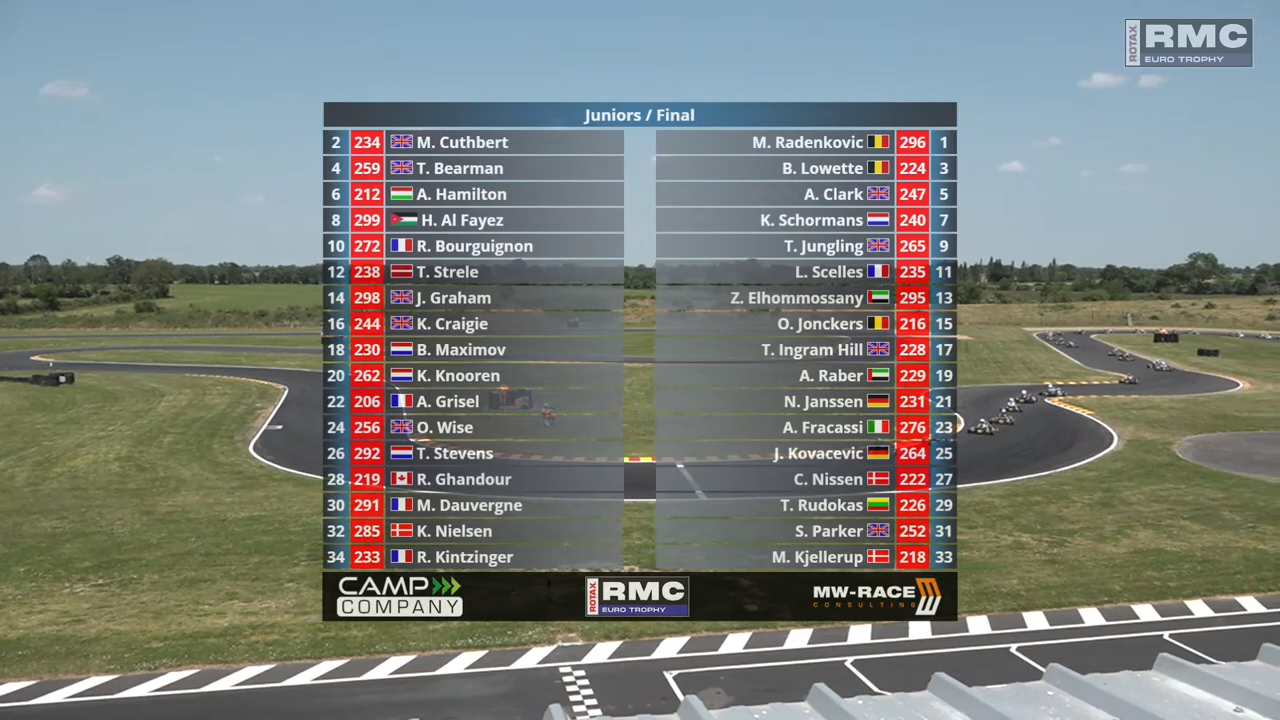 ROTAX RMC
EURO TROPHY
Juniors / Final
2 234 M. Cuthbert M. Radenkovic 296 1
4 259 T. Bearman B. Lowette 224 3
6 212 A. Hamilton A. Clark 247 5
8 299 H. Al Fayez K. Schormans 240 7
10 272 R. Bourguignon T. Jungling 265 9
12 238 T. Strele L. Scelles 235 11
14 298 J. Graham Z. Elhommossany 295 13
16 244 K. Craigie O. Jonckers 216 15
18 230 B. Maximov T. Ingram Hill 228 17
20 262 K. Knooren A. Raber 229 19
22 206 A. Grisel N. Janssen 231 21
24 256 O. Wise A. Fracassi 276 23
26 292 T. Stevens J. Kovacevic 264 25
28 219 R. Ghandour C. Nissen 222 27
30 291 M. Dauvergne T. Rudokas 226 29
32 285 K. Nielsen S. Parker 252 31
34 233 R. Kintzinger M. Kjellerup 218 33
CAMP COMPANY
ROTAX RMC
EURO TROPHY
MW-RACE
CONSULTING